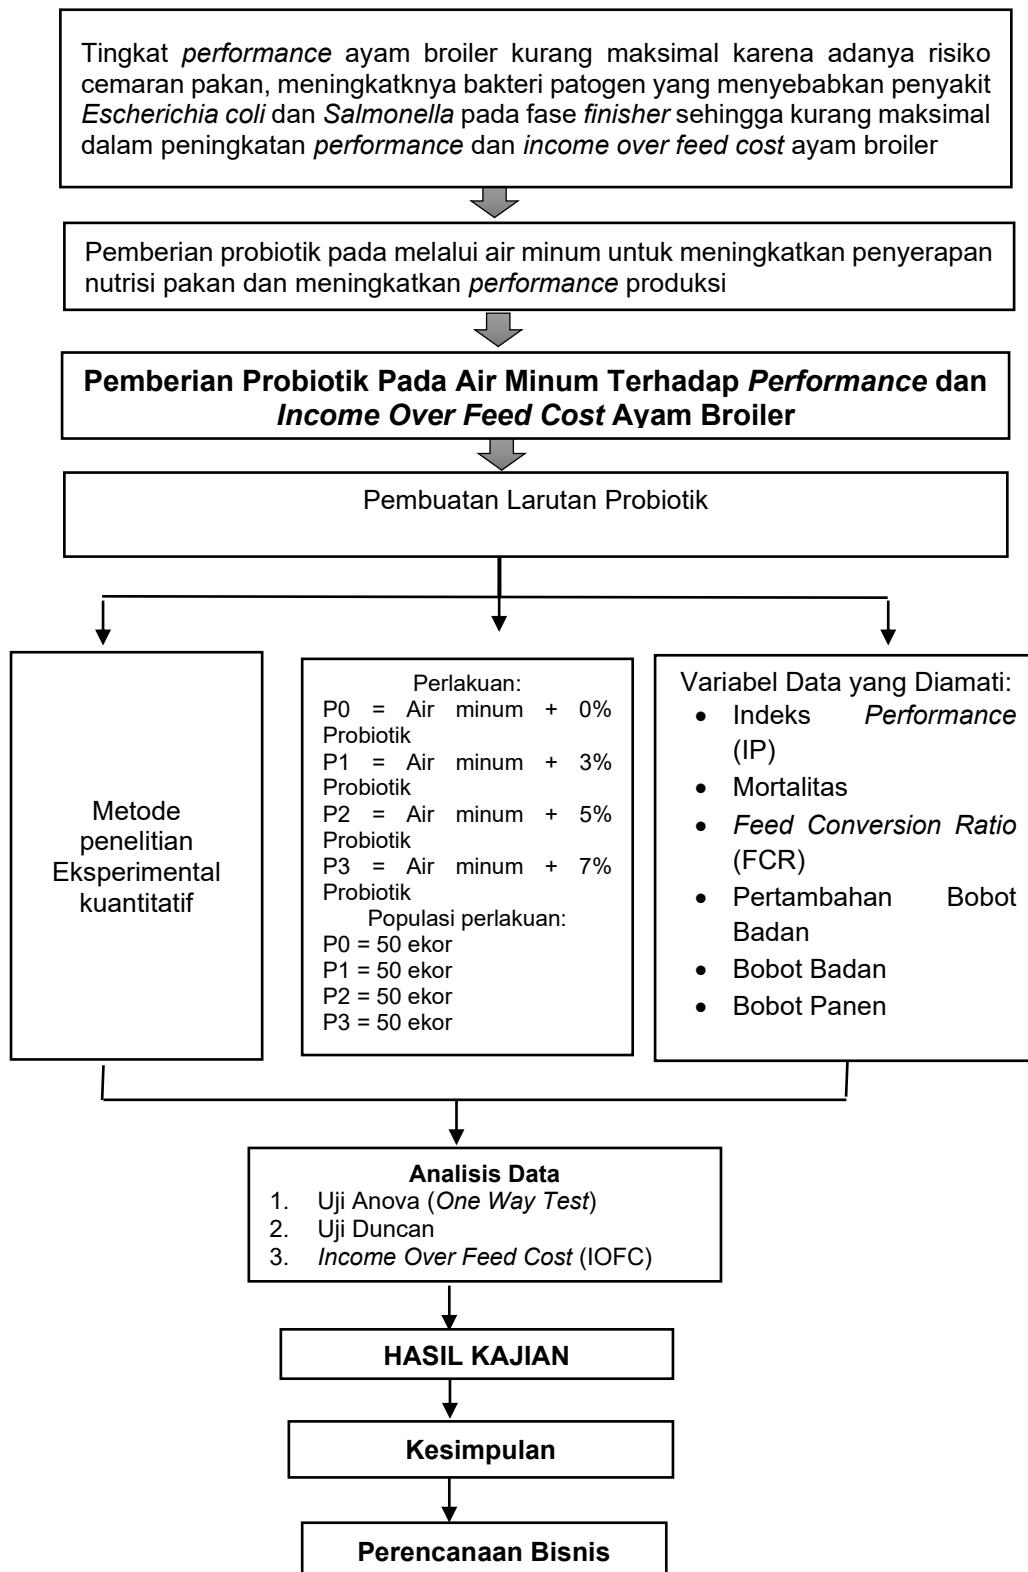 Tingkat performance ayam broiler kurang maksimal karena adanya risiko
cemaran pakan, meningkatknya bakteri patogen yang menyebabkan penyakit
Escherichia coli dan Salmonella pada fase finisher sehingga kurang maksimal
dalam peningkatan performance dan income over feed cost ayam broiler
Pemberian probiotik pada melalui air minum untuk meningkatkan penyerapan
nutrisi pakan dan meningkatkan performance produksi
Pemberian Probiotik Pada Air Minum Terhadap Performance dan
Income Over Feed Cost Ayam Broiler
Pembuatan Larutan Probiotik
Metode
penelitian
Eksperimental
kuantitatif
Perlakuan:
P0 = Air minum + 0%
Probiotik
P1 = Air minum + 3%
Probiotik
P2 = Air minum + 5%
Probiotik
P3 = Air minum + 7%
Probiotik
Populasi perlakuan:
P0 = 50 ekor
P1 = 50 ekor
P2 = 50 ekor
P3 = 50 ekor
Variabel Data yang Diamati:
• Indeks Performance
(IP)
• Mortalitas
• Feed Conversion Ratio
(FCR)
• Pertambahan Bobot
Badan
• Bobot Badan
• Bobot Panen
Analisis Data
1. Uji Anova (One Way Test)
2. Uji Duncan
3. Income Over Feed Cost (IOFC)
HASIL KAJIAN
Kesimpulan
Perencanaan Bisnis